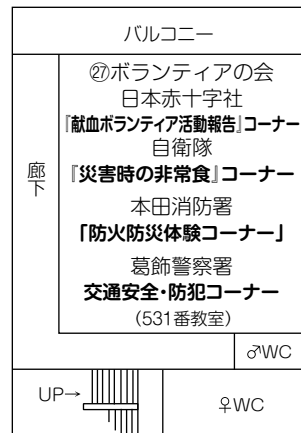 バルコニー
㉗ボランティアの会
日本赤十字社
『献血ボランティア活動報告』コーナー
自衛隊
『災害時の非常食』コーナー
本田消防署
「防火防災体験コーナー」
葛飾警察署
交通安全・防犯コーナー
(531番教室)
廊下
♂WC
UP→
♀WC